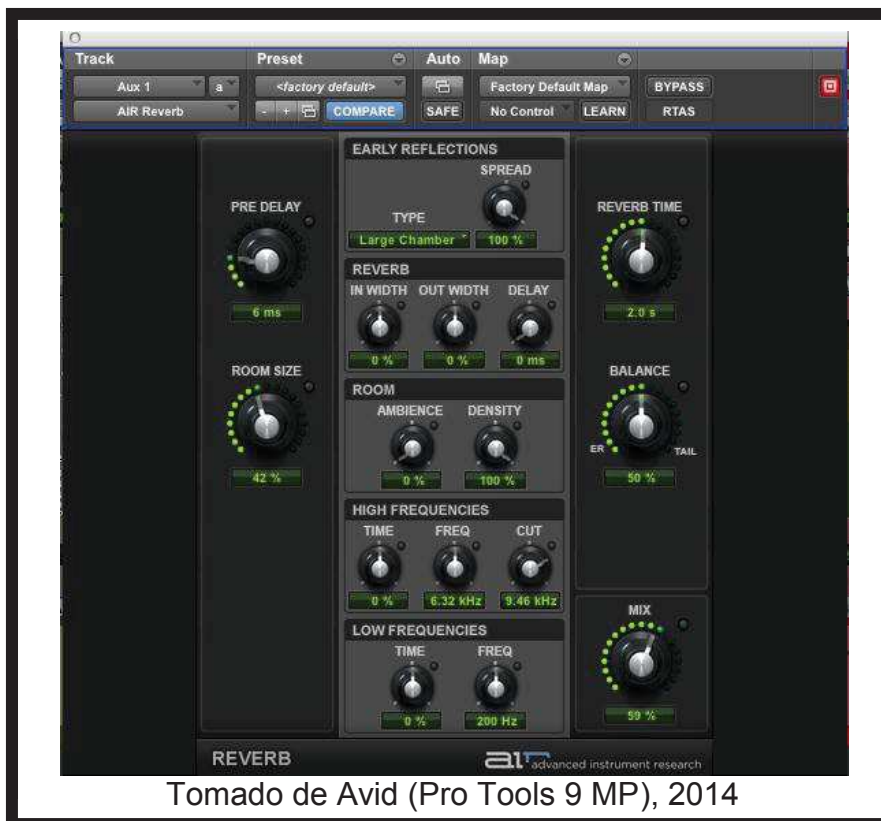 Track Preset Auto Map
Aux 1 a <factory default> Factory Default Map BYPASS
AIR Reverb - + COMPARE SAFE No Control LEARN RTAS
EARLY REFLECTIONS
SPREAD
PRE DELAY
REVERB TIME
TYPE
Large Chamber 100 %
REVERB
IN WIDTH OUT WIDTH DELAY
6 ms
2.0 s
0 % 0 % 0 ms
ROOM SIZE
BALANCE
ROOM
AMBIENCE DENSITY
ER TAIL
42 %
0 % 100 %
50 %
HIGH FREQUENCIES
TIME FREQ CUT
0 % 6.32 kHz 9.46 kHz
MIX
LOW FREQUENCIES
TIME FREQ
0 % 200 Hz
59 %
REVERB
air advanced instrument research
Tomado de Avid (Pro Tools 9 MP), 2014